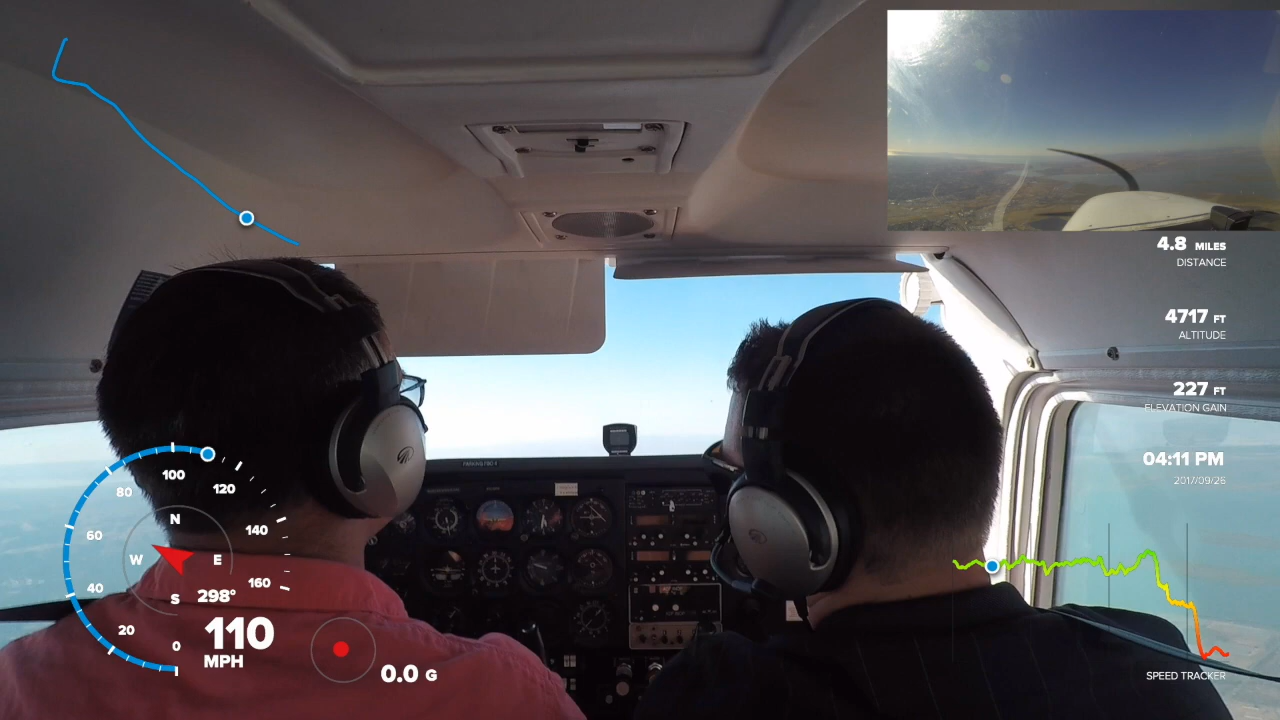 4.8 MILES
DISTANCE
4717 FT
ALTITUDE
227 FT
ELEVATION GAIN
04:11 PM
2017/09/26
100
120
80
140
60
160
40
20
0
N
W
E
S
298°
110
MPH
0.0 G
SPEED TRACKER